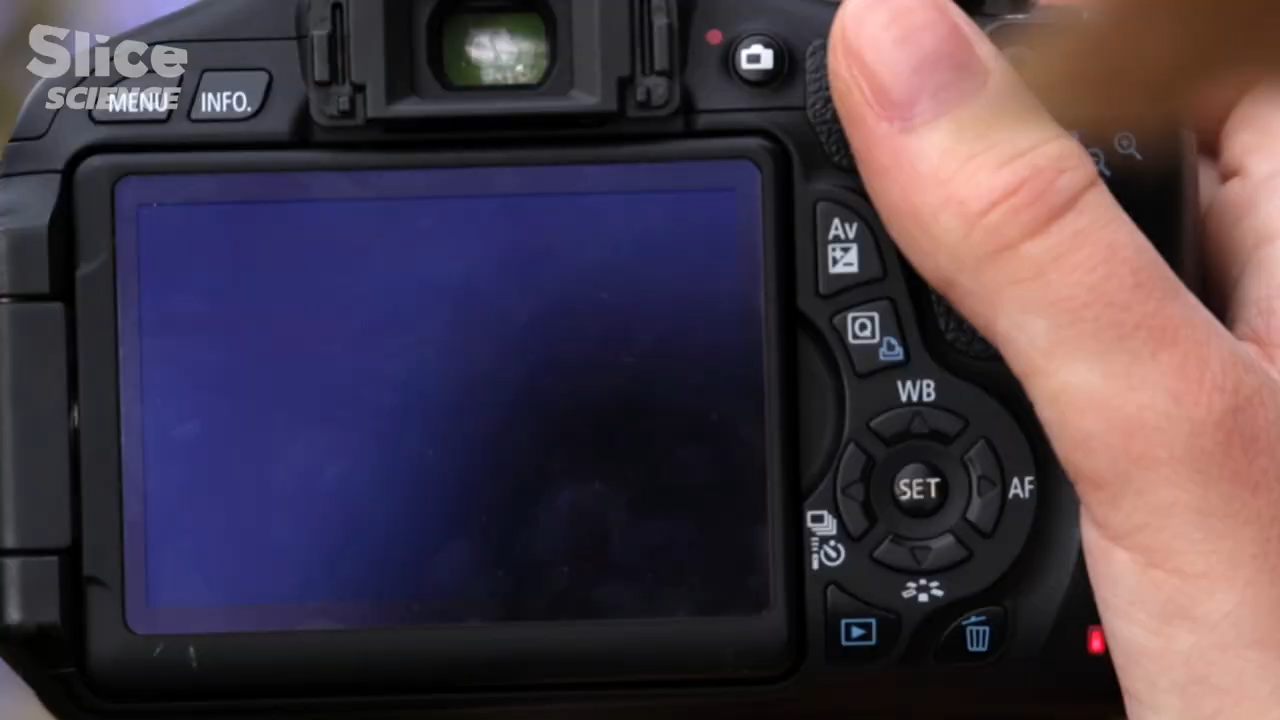 Slice
SCIENCE
MENU
INFO.
Av
Q
WB
SET
AF